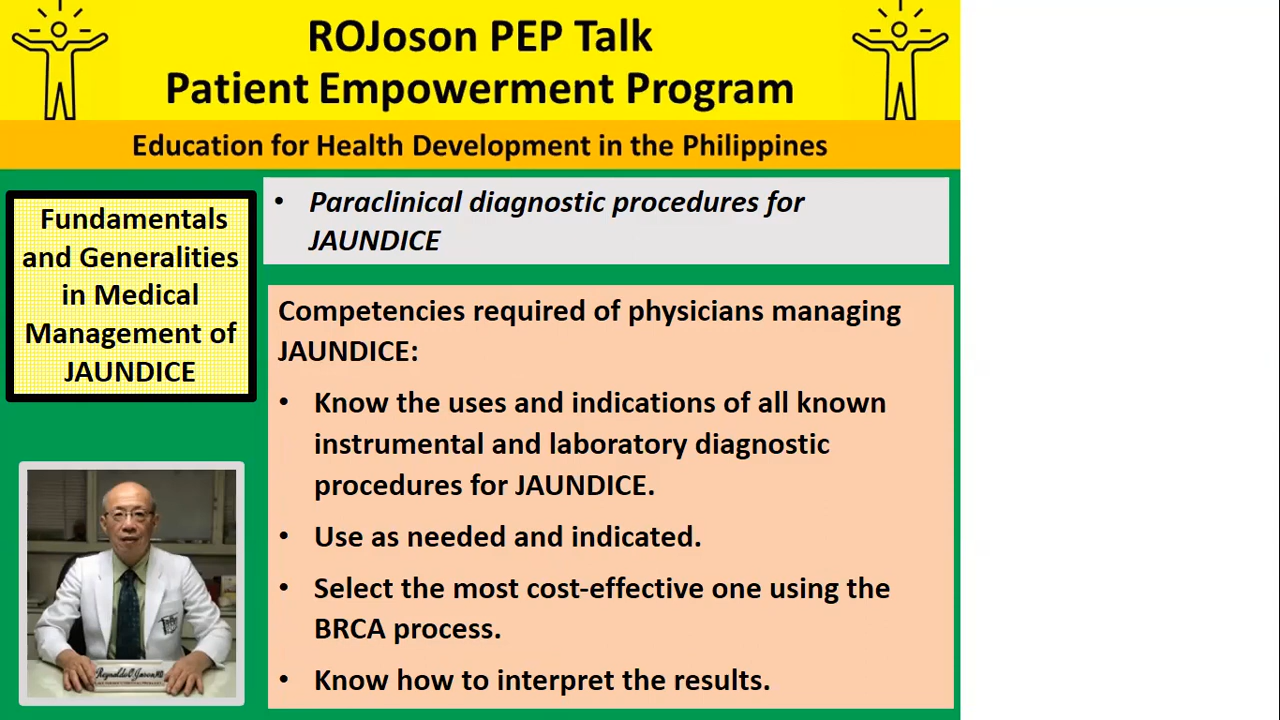 ROJoson PEP Talk
Patient Empowerment Program
Education for Health Development in the Philippines
Fundamentals
and Generalities
in Medical
Management of
JAUNDICE
• Paraclinical diagnostic procedures for
JAUNDICE
Competencies required of physicians managing
JAUNDICE:
• Know the uses and indications of all known
instrumental and laboratory diagnostic
procedures for JAUNDICE.
• Use as needed and indicated.
• Select the most cost-effective one using the
BRCA process.
• Know how to interpret the results.
ReynaldoO.Joson,MD